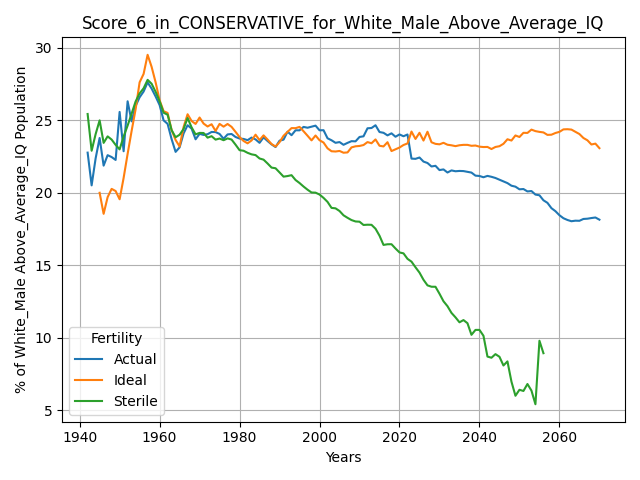 Score_6_in_CONSERVATIVE_for_White_Male_Above_Average_IQ
% of White_Male Above_Average_IQ Population
30
25
20
15
10
5
Fertility
Actual
Ideal
Sterile
1940 1960 1980 2000 2020 2040 2060
Years